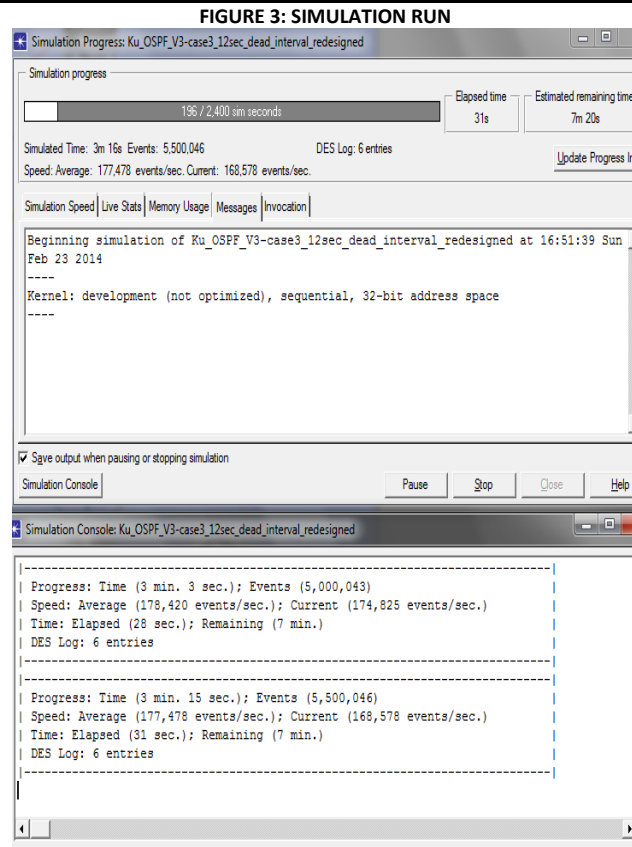 FIGURE 3: SIMULATION RUN
Simulation Progress: Ku_OSPF_V3-case3_12sec_dead_interval_redesigned
Simulation progress
196 / 2,400 sim seconds
Elapsed time
31s
Estimated remaining time
7m 20s
Simulated Time: 3m 16s Events: 5,500,046 DES Log: 6 entries
Speed: Average: 177,478 events/sec. Current: 168,578 events/sec.
Update Progress In
Simulation Speed Live Stats Memory Usage Messages Invocation
Beginning simulation of Ku_OSPF_V3-case3_12sec_dead_interval_redesigned at 16:51:39 Sun
Feb 23 2014
----
Kernel: development (not optimized), sequential, 32-bit address space
----
Save output when pausing or stopping simulation
Simulation Console Pause Stop Close Help
Simulation Console: Ku_OSPF_V3-case3_12sec_dead_interval_redesigned
|-----------------------------------------------------------------------|
| Progress: Time (3 min. 3 sec.); Events (5,000,043) |
| Speed: Average (178,420 events/sec.); Current (174,825 events/sec.) |
| Time: Elapsed (28 sec.); Remaining (7 min.) |
| DES Log: 6 entries |
|-----------------------------------------------------------------------|
|-----------------------------------------------------------------------|
| Progress: Time (3 min. 15 sec.); Events (5,500,046) |
| Speed: Average (177,478 events/sec.); Current (168,578 events/sec.) |
| Time: Elapsed (31 sec.); Remaining (7 min.) |
| DES Log: 6 entries |
|-----------------------------------------------------------------------|